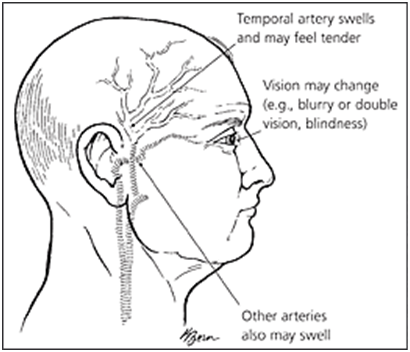 Temporal artery swells
and may feel tender
Vision may change
(e.g., blurry or double
vision, blindness)
Other arteries
also may swell